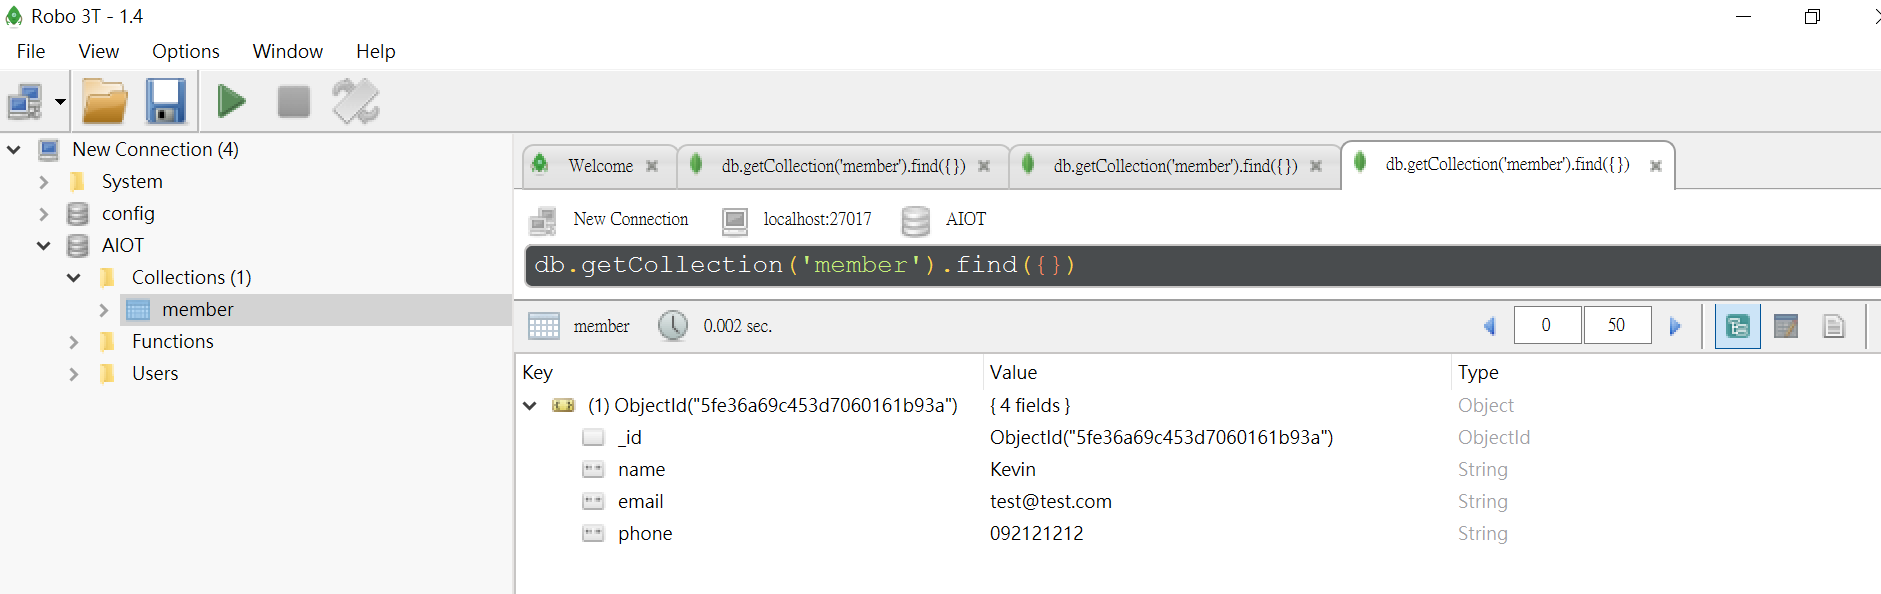 Robo 3T - 1.4
File View Options Window Help
New Connection (4)
System
config
AIOT
Collections (1)
member
Functions
Users
Welcome db.getCollection('member').find({}) db.getCollection('member').find({}) db.getCollection('member').find({})
New Connection localhost:27017 AIOT
db.getCollection('member').find({})
member 0.002 sec. 0 50
Key Value Type
(1) ObjectId("5fe36a69c453d7060161b93a") { 4 fields } Object
_id ObjectId("5fe36a69c453d7060161b93a") ObjectId
name Kevin String
email test@test.com String
phone 092121212 String